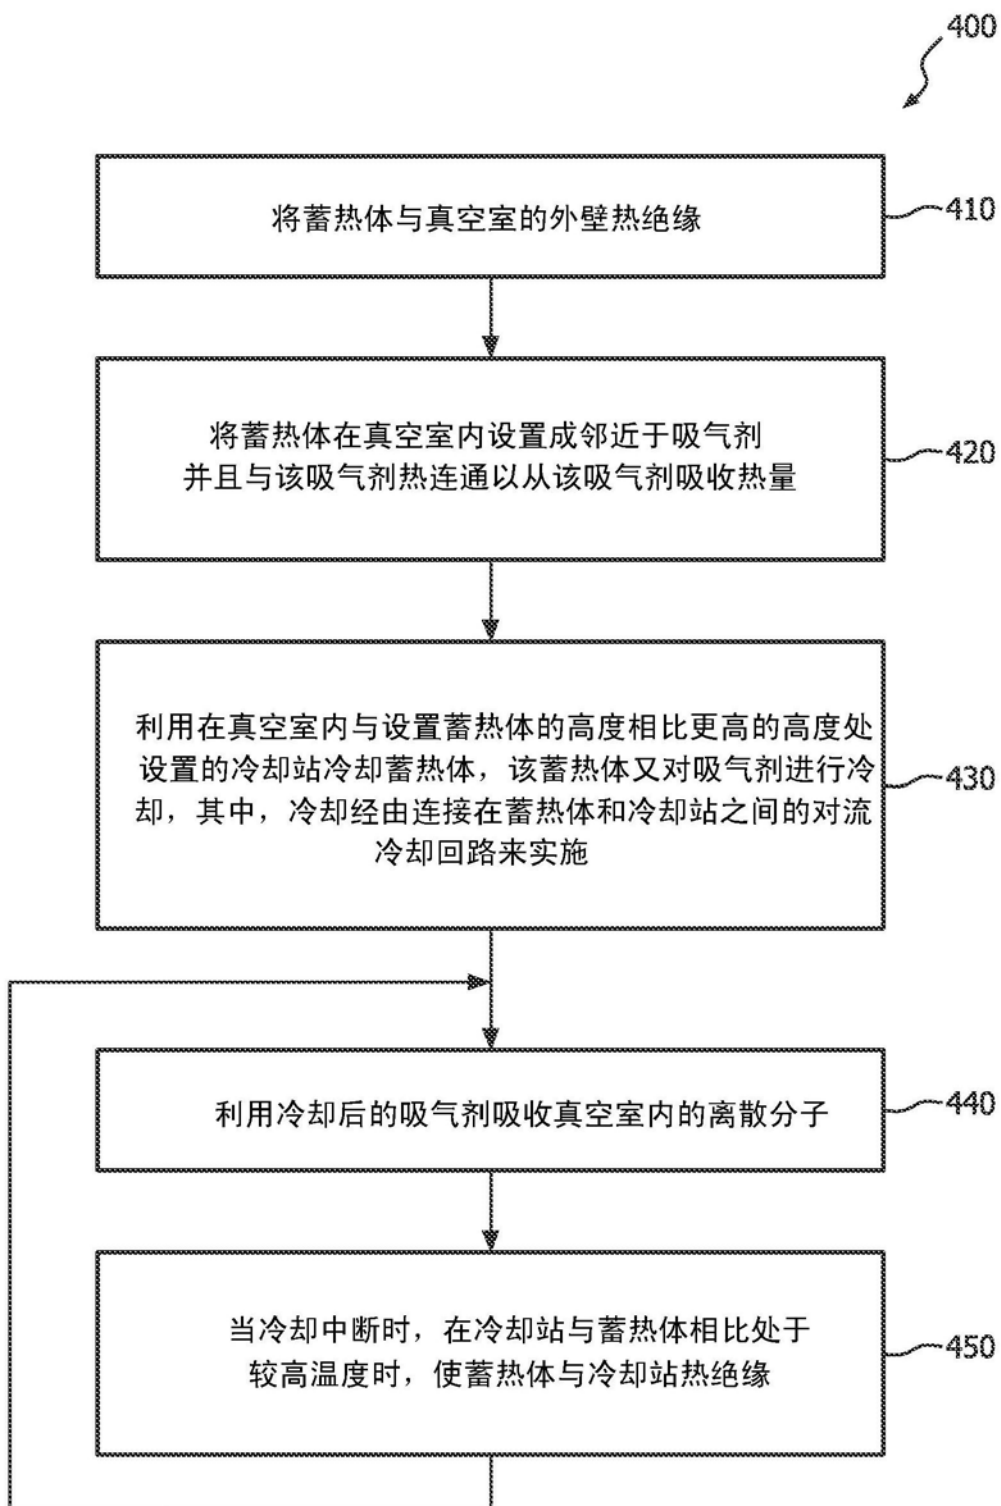 400
将蓄热体与真空室的外壁热绝缘
410
将蓄热体在真空室内设置成邻近于吸气剂
并且与该吸气剂热连通以从该吸气剂吸收热量
420
利用在真空室内与设置蓄热体的高度相比更高的高度处
设置的冷却站冷却蓄热体，该蓄热体又对吸气剂进行冷
却，其中，冷却经由连接在蓄热体和冷却站之间的对流
冷却回路来实施
430
利用冷却后的吸气剂吸收真空室内的离散分子
440
当冷却中断时，在冷却站与蓄热体相比处于
较高温度时，使蓄热体与冷却站热绝缘
450